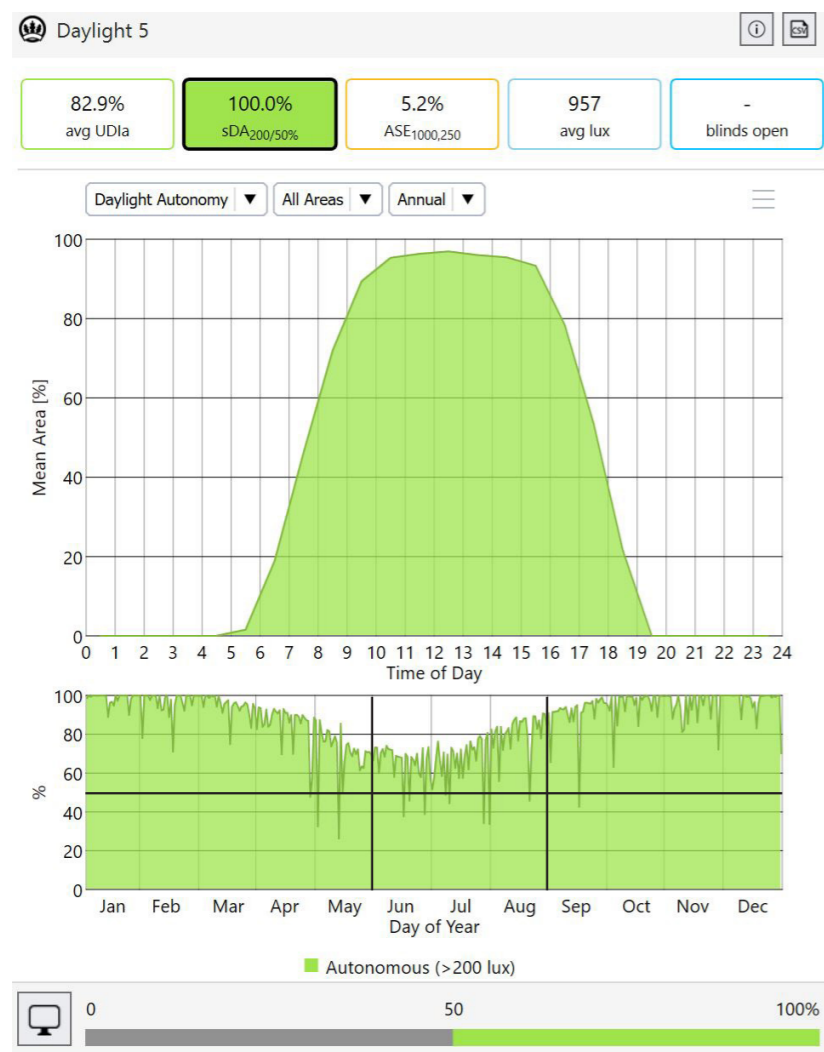 Daylight 5
CSV
82.9% 100.0% 5.2% 957 -
avg UDIa sDA200/50% ASE1000,250 avg lux blinds open
Daylight Autonomy ▼ All Areas ▼ Annual ▼
Mean Area [%]
100
80
60
40
20
0
0 1 2 3 4 5 6 7 8 9 10 11 12 13 14 15 16 17 18 19 20 21 22 23 24
Time of Day
%
100
80
60
40
20
0
Jan Feb Mar Apr May Jun Jul Aug Sep Oct Nov Dec
Day of Year
Autonomous (>200 lux)
0 50 100%